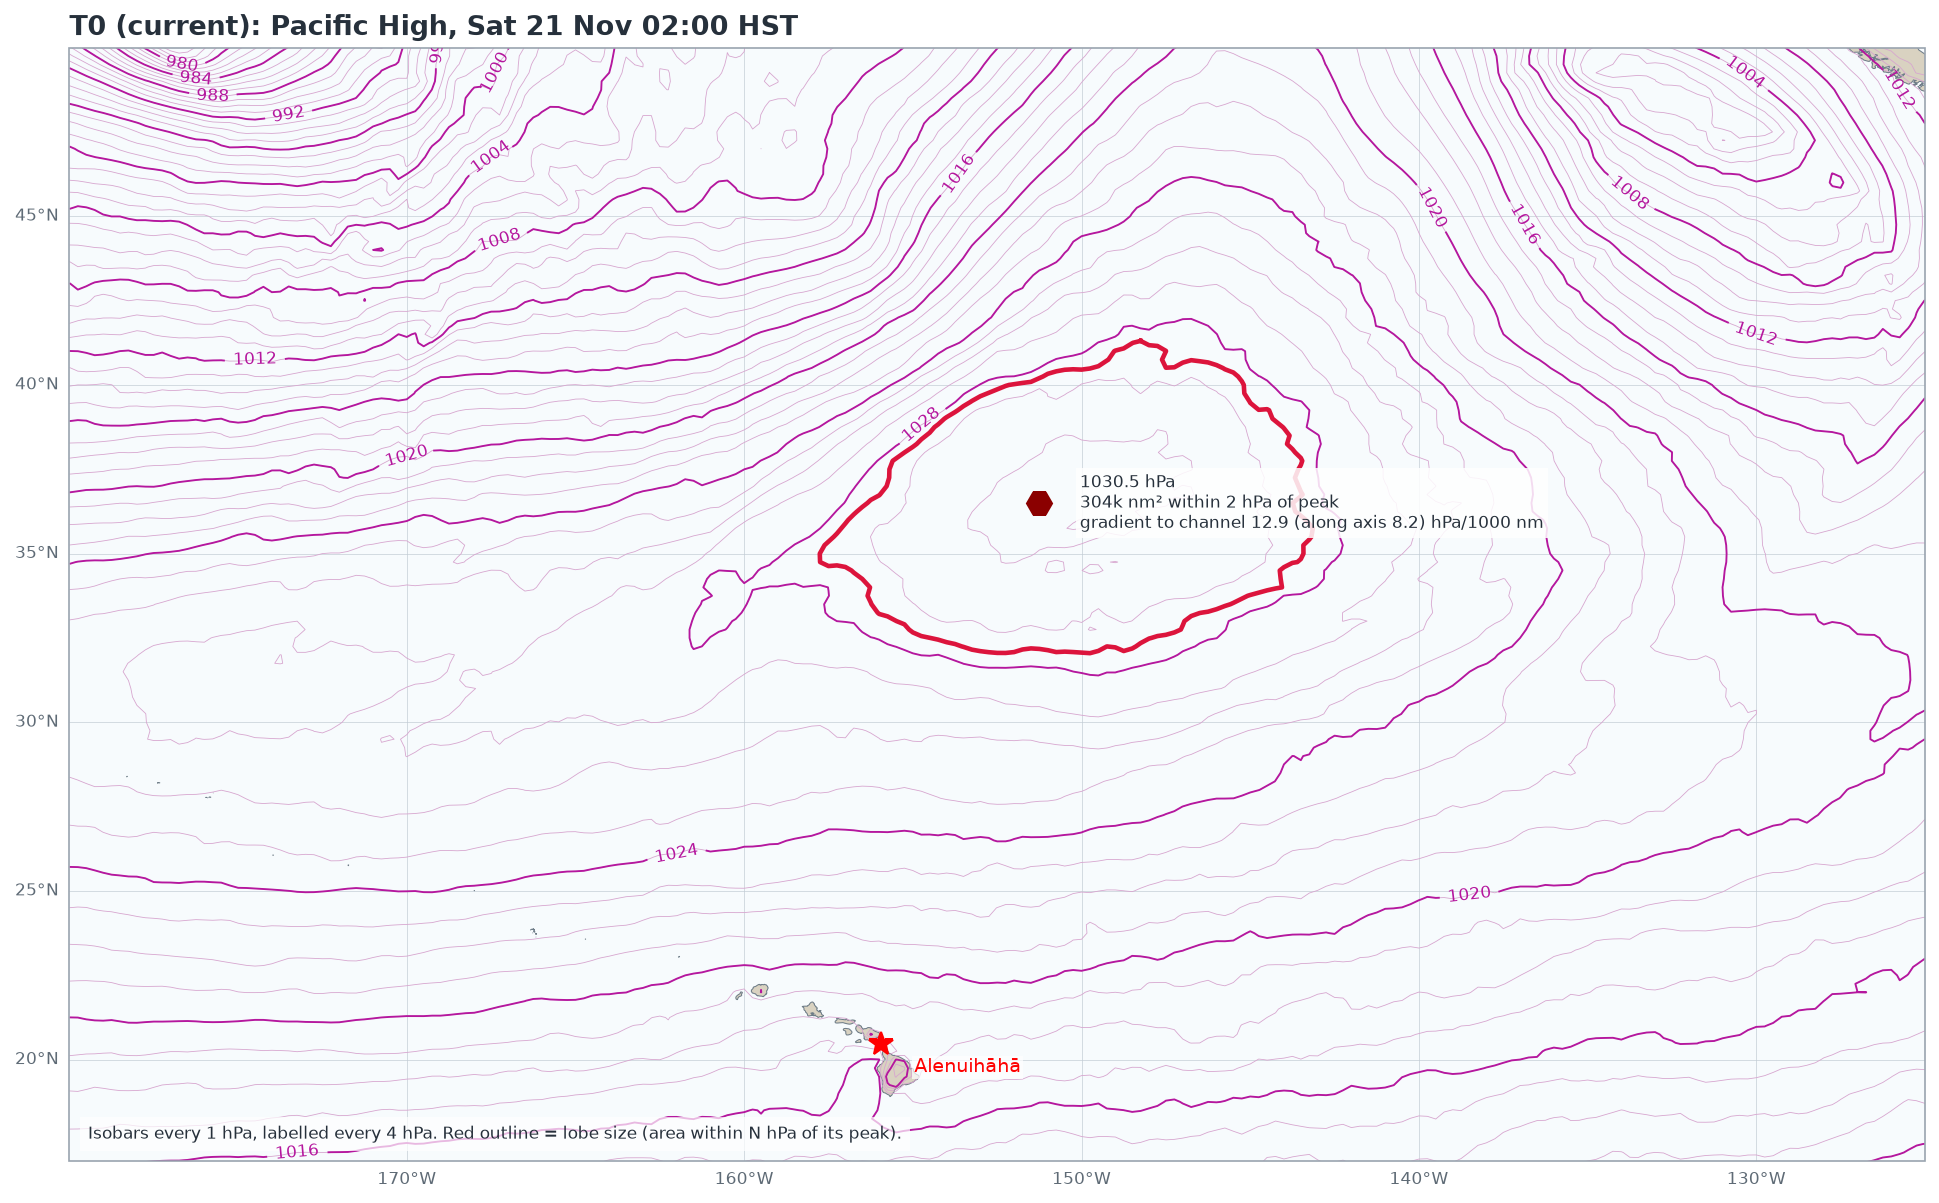 T0 (current): Pacific High, Sat 21 Nov 02:00 HST
980
984
988
992
1000
1004
1008
1012
1016
1020
1028
1020
1016
1004
1008
1012
1012
1020
1024
1020
1016
1030.5 hPa
304k nm² within 2 hPa of peak
gradient to channel 12.9 (along axis 8.2) hPa/1000 nm
Alenuihāhā
Isobars every 1 hPa, labelled every 4 hPa. Red outline = lobe size (area within N hPa of its peak).
45°N
40°N
35°N
30°N
25°N
20°N
170°W
160°W
150°W
140°W
130°W